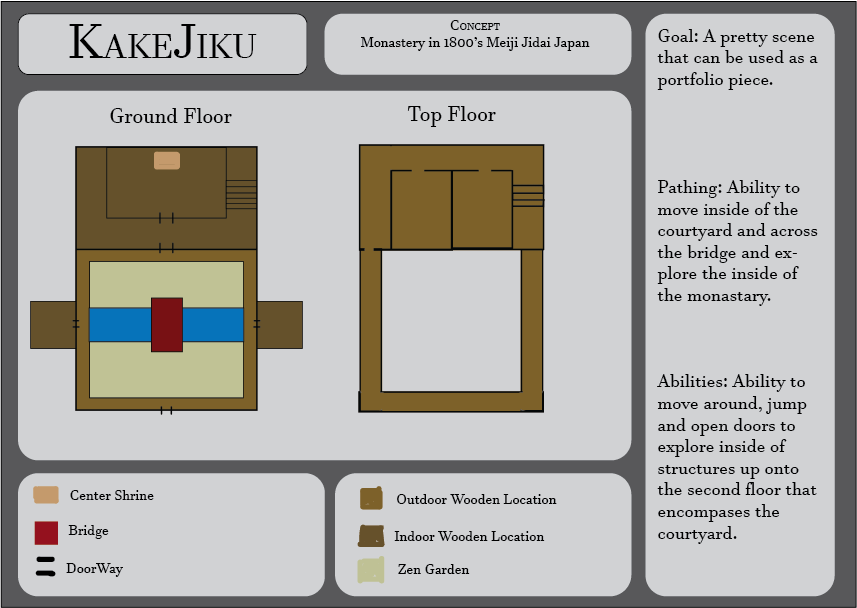 KakeJiku
Concept
Monastery in 1800's Meiji Jidai Japan
Ground Floor
Top Floor
Center Shrine
Bridge
DoorWay
Outdoor Wooden Location
Indoor Wooden Location
Zen Garden
Goal: A pretty scene
that can be used as a
portfolio piece.
Pathing: Ability to
move inside of the
courtyard and across
the bridge and ex-
plore the inside of
the monastary.
Abilities: Ability to
move around, jump
and open doors to
explore inside of
structures up onto
the second floor that
encompases the
courtyard.